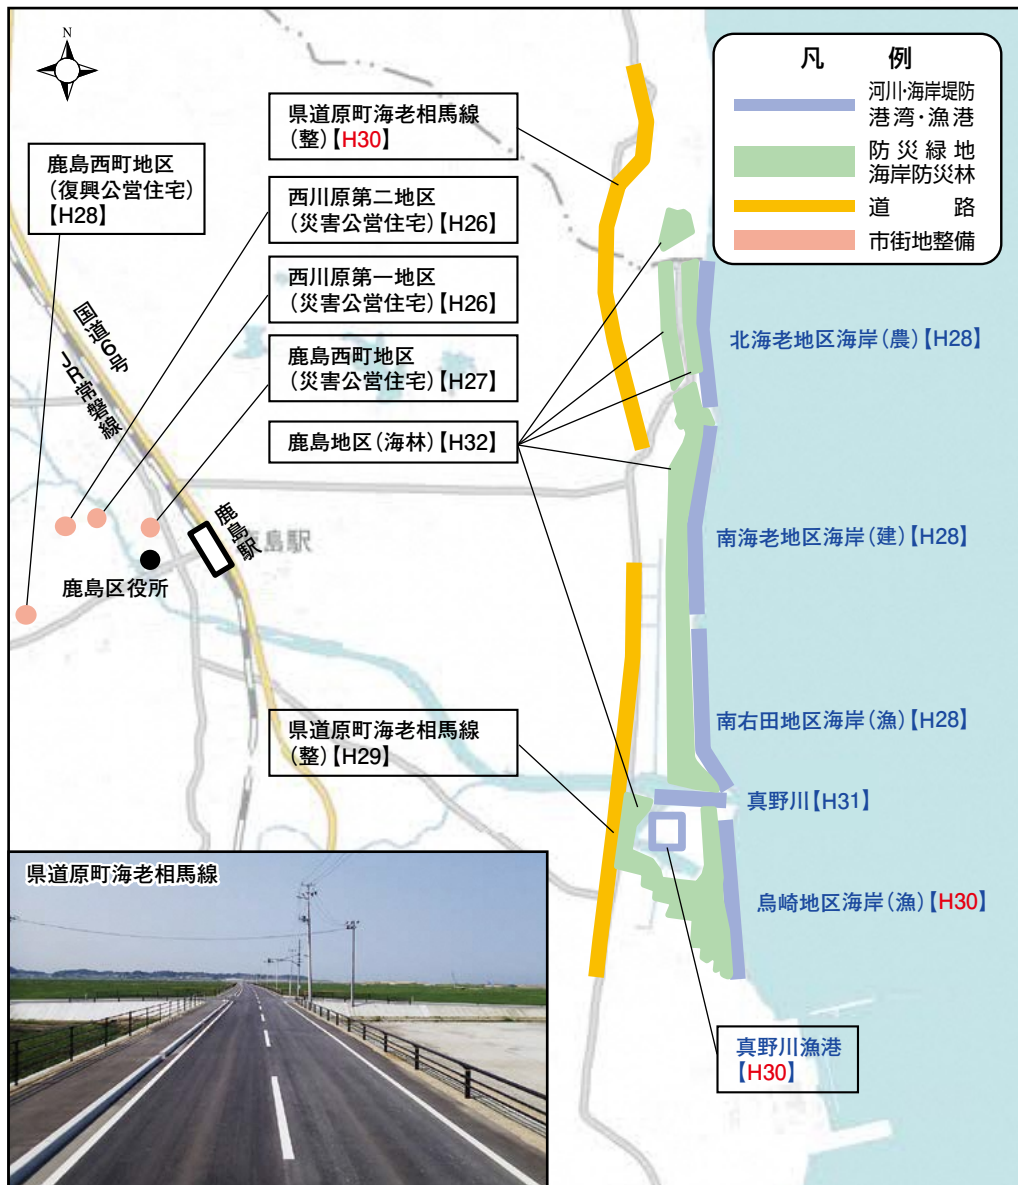 N
凡 例
河川・海岸堤防
港湾・漁港
防災緑地
海岸防災林
道 路
市街地整備
県道原町海老相馬線
(整)【H30】
鹿島西町地区
(復興公営住宅)
【H28】
西川原第二地区
(災害公営住宅)【H26】
西川原第一地区
(災害公営住宅)【H26】
鹿島西町地区
(災害公営住宅)【H27】
鹿島地区(海林)【H32】
国道6号
JR常磐線
鹿島駅
島駅
鹿島区役所
北海老地区海岸(農)【H28】
南海老地区海岸(建)【H28】
南右田地区海岸(漁)【H28】
県道原町海老相馬線
(整)【H29】
真野川【H31】
烏崎地区海岸(漁)【H30】
真野川漁港
【H30】
県道原町海老相馬線